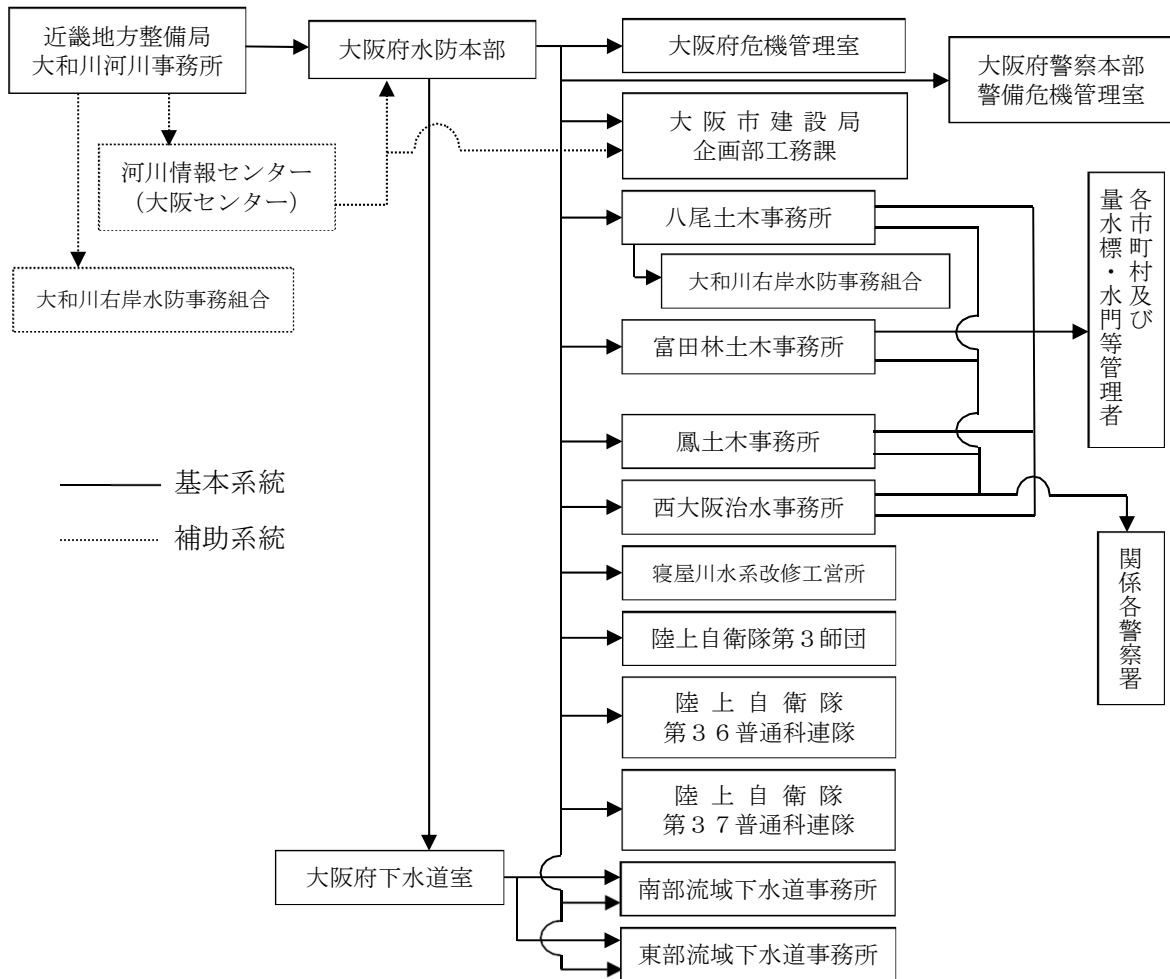 近畿地方整備局
大和川河川事務所
大阪府水防本部
大阪府危機管理室
大阪府警察本部
警備危機管理室
大阪市建設局
企画部工務課
河川情報センター
（大阪センター）
八尾土木事務所
各市町村及び
量水標・水門等管理者
大和川右岸水防事務組合
大和川右岸水防事務組合
富田林土木事務所
鳳土木事務所
基本系統
西大阪治水事務所
補助系統
寝屋川水系改修工営所
関係各警察署
陸上自衛隊第３師団
陸上自衛隊
第３６普通科連隊
陸上自衛隊
第３７普通科連隊
大阪府下水道室
南部流域下水道事務所
東部流域下水道事務所